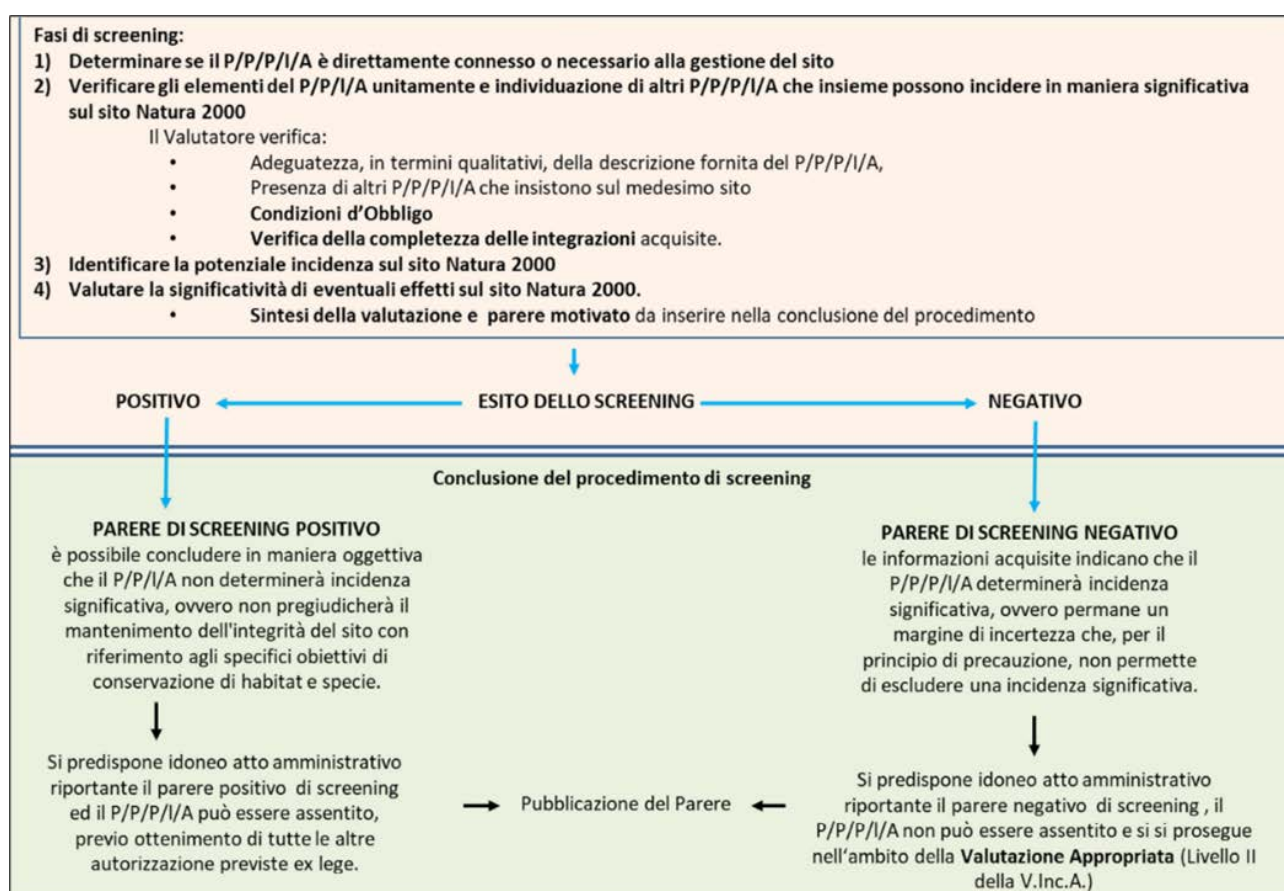 Fasi di screening:
1) Determinare se il P/P/P/I/A è direttamente connesso o necessario alla gestione del sito
2) Verificare gli elementi del P/P/I/A unitamente e individuazione di altri P/P/P/I/A che insieme possono incidere in maniera significativa
sul sito Natura 2000
Il Valutatore verifica:
• Adeguatezza, in termini qualitativi, della descrizione fornita del P/P/P/I/A,
• Presenza di altri P/P/P/I/A che insistono sul medesimo sito
• Condizioni d'Obbligo
• Verifica della completezza delle integrazioni acquisite.
3) Identificare la potenziale incidenza sul sito Natura 2000
4) Valutare la significatività di eventuali effetti sul sito Natura 2000.
• Sintesi della valutazione e parere motivato da inserire nella conclusione del procedimento
POSITIVO ESITO DELLO SCREENING NEGATIVO
Conclusione del procedimento di screening
PARERE DI SCREENING POSITIVO
è possibile concludere in maniera oggettiva
che il P/P/I/A non determinerà incidenza
significativa, ovvero non pregiudicherà il
mantenimento dell'integrità del sito con
riferimento agli specifici obiettivi di
conservazione di habitat e specie.
Si predispone idoneo atto amministrativo
riportante il parere positivo di screening
ed il P/P/P/I/A può essere assentito,
previo ottenimento di tutte le altre
autorizzazione previste ex lege.
Pubblicazione del Parere
PARERE DI SCREENING NEGATIVO
le informazioni acquisite indicano che il
P/P/P/I/A determinerà incidenza
significativa, ovvero permane un
margine di incertezza che, per il
principio di precauzione, non permette
di escludere una incidenza significativa.
Si predispone idoneo atto amministrativo
riportante il parere negativo di screening , il
P/P/P/I/A non può essere assentito e si si prosegue
nell'ambito della Valutazione Appropriata (Livello II
della V.Inc.A.)